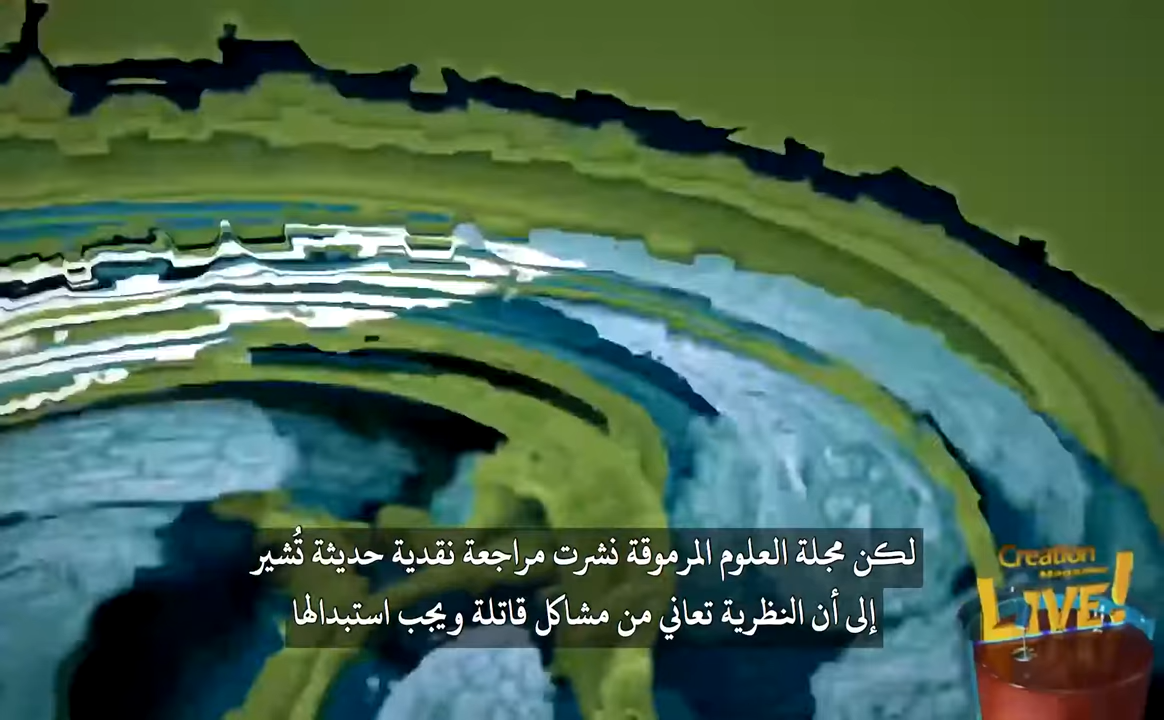 لكن مجلة العلوم المرموقة نشرت مراجعة نقدية حديثة تُشير
إلى أن النظرية تعاني من مشاكل قاتلة ويجب استبدالها
Creation
Magazine
LIVE!